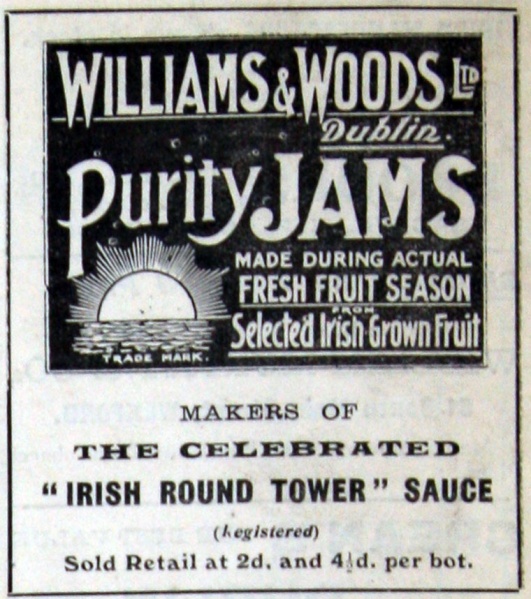 WILLIAMS & WOODS LTD
Dublin.
Purity JAMS
MADE DURING ACTUAL
FRESH FRUIT SEASON
FROM
Selected Irish Grown Fruit
TRADE MARK.
MAKERS OF
THE CELEBRATED
"IRISH ROUND TOWER" SAUCE
(Registered)
Sold Retail at 2d. and 4½d. per bot.